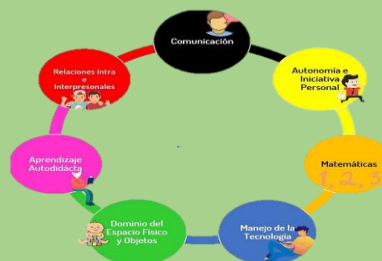 Comunicación
Autonomía e
Iniciativa
Personal
Matemáticas
1, 2, 3
Manejo de la
Tecnología
Dominio del
Espacio Físico
y Objetos
Aprendizaje
Autodidácta
Relaciones Intra
e
Interpresonales